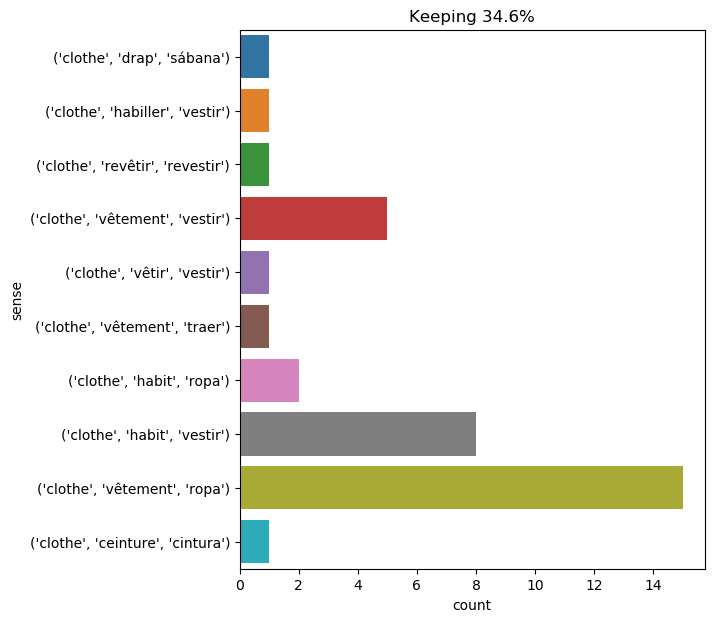 Keeping 34.6%
('clothe', 'drap', 'sábana')
('clothe', 'habiller', 'vestir')
('clothe', 'revêtir', 'revestir')
('clothe', 'vêtement', 'vestir')
('clothe', 'vêtir', 'vestir')
('clothe', 'vêtement', 'traer')
('clothe', 'habit', 'ropa')
('clothe', 'habit', 'vestir')
('clothe', 'vêtement', 'ropa')
('clothe', 'ceinture', 'cintura')
sense
0 2 4 6 8 10 12 14
count